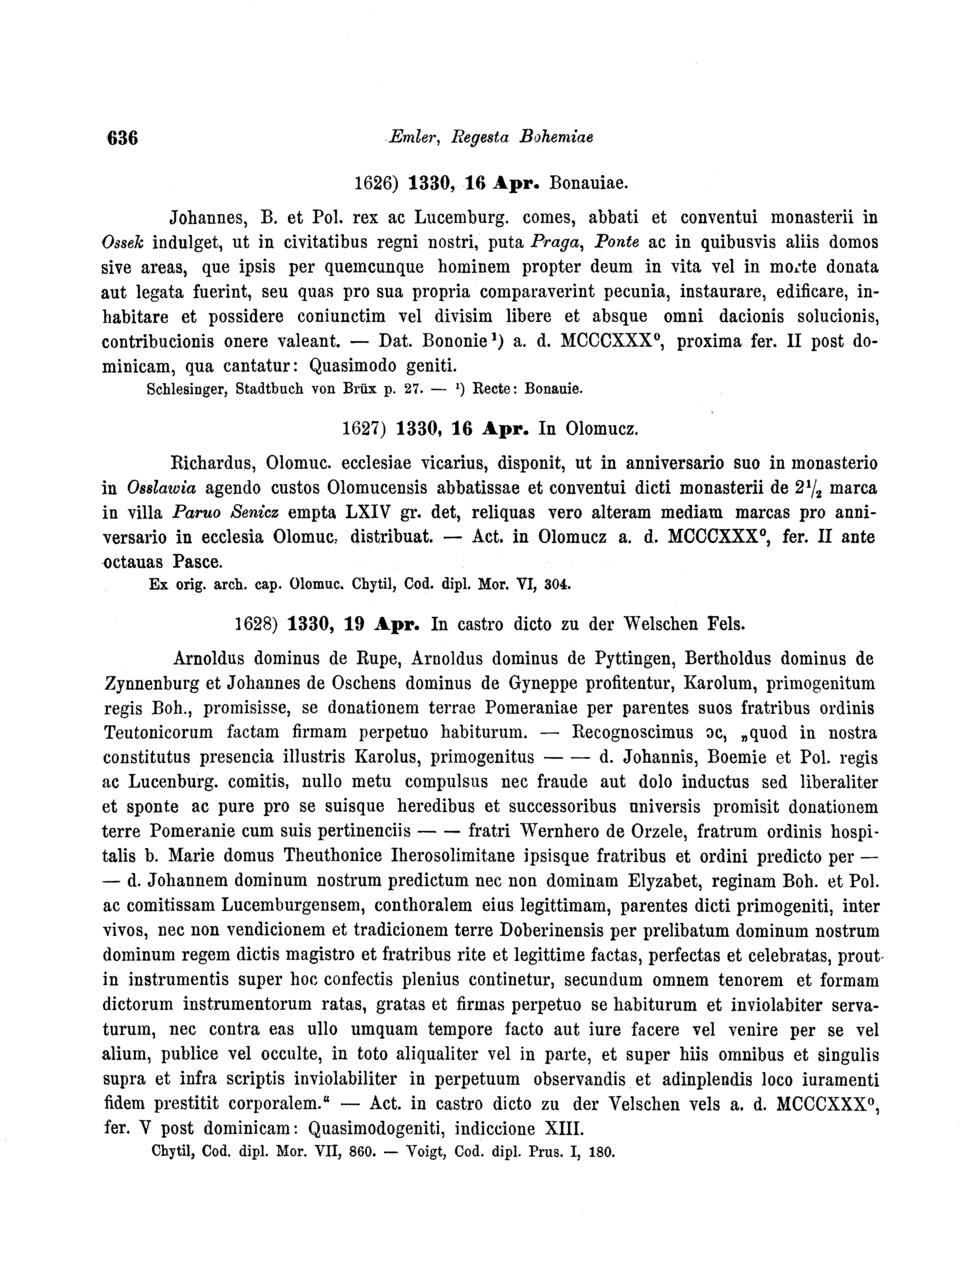 636 Emler, Regesta Bohemiae
1626) 1330, 16 Apr. Bonauiae.
Johannes, B. et Pol. rex ac Lucemburg. comes, abbati et conventui monasterii in
Ossek indulget, ut in civitatibus regni nostri, puta Praga, Ponte ac in quibusvis aliis domos
sive areas, que ipsis per quemcunque hominem propter deum in vita vel in morte donata
aut legata fuerint, seu quas pro sua propria comparaverint pecunia, instaurare, edificare, in-
habitare et possidere coniunctim vel divisim libere et absque omni dacionis solucionis,
contribucionis onere valeant. — Dat. Bononie¹) a. d. MCCCXXX⁰, proxima fer. II post do-
minicam, qua cantatur: Quasimodo geniti.
Schlesinger, Stadtbuch von Brüx p. 27. — ¹) Recte: Bonauie.
1627) 1330, 16 Apr. In Olomucz.
Richardus, Olomuc. ecclesiae vicarius, disponit, ut in anniversario suo in monasterio
in Osslawia agendo custos Olomucensis abbatissae et conventui dicti monasterii de 2¹/₂ marca
in villa Paruo Senicz empta LXIV gr. det, reliquas vero alteram mediam marcas pro anni-
versario in ecclesia Olomuc. distribuat. — Act. in Olomucz a. d. MCCCXXX⁰, fer. II ante
octauas Pasce.
Ex orig. arch. cap. Olomuc. Chytil, Cod. dipl. Mor. VI, 304.
1628) 1330, 19 Apr. In castro dicto zu der Welschen Fels.
Arnoldus dominus de Rupe, Arnoldus dominus de Pyttingen, Bertholdus dominus de
Zynnenburg et Johannes de Oschens dominus de Gyneppe profitentur, Karolum, primogenitum
regis Boh., promisisse, se donationem terrae Pomeraniae per parentes suos fratribus ordinis
Teutonicorum factam firmam perpetuo habiturum. — Recognoscimus ɔc, „quod in nostra
constitutus presencia illustris Karolus, primogenitus — — d. Johannis, Boemie et Pol. regis
ac Lucenburg. comitis, nullo metu compulsus nec fraude aut dolo inductus sed liberaliter
et sponte ac pure pro se suisque heredibus et successoribus universis promisit donationem
terre Pomeranie cum suis pertinenciis — — fratri Wernhero de Orzele, fratrum ordinis hospi-
talis b. Marie domus Theuthonice Iherosolimitane ipsisque fratribus et ordini predicto per —
— d. Johannem dominum nostrum predictum nec non dominam Elyzabet, reginam Boh. et Pol.
ac comitissam Lucemburgensem, conthoralem eius legittimam, parentes dicti primogeniti, inter
vivos, nec non vendicionem et tradicionem terre Doberinensis per prelibatum dominum nostrum
dominum regem dictis magistro et fratribus rite et legittime factas, perfectas et celebratas, prout
in instrumentis super hoc confectis plenius continetur, secundum omnem tenorem et formam
dictorum instrumentorum ratas, gratas et firmas perpetuo se habiturum et inviolabiter serva-
turum, nec contra eas ullo umquam tempore facto aut iure facere vel venire per se vel
alium, publice vel occulte, in toto aliqualiter vel in parte, et super hiis omnibus et singulis
supra et infra scriptis inviolabiliter in perpetuum observandis et adinplendis loco iuramenti
fidem prestitit corporalem.“ — Act. in castro dicto zu der Velschen vels a. d. MCCCXXX⁰,
fer. V post dominicam: Quasimodogeniti, indiccione XIII.
Chytil, Cod. dipl. Mor. VII, 860. — Voigt, Cod. dipl. Prus. I, 180.